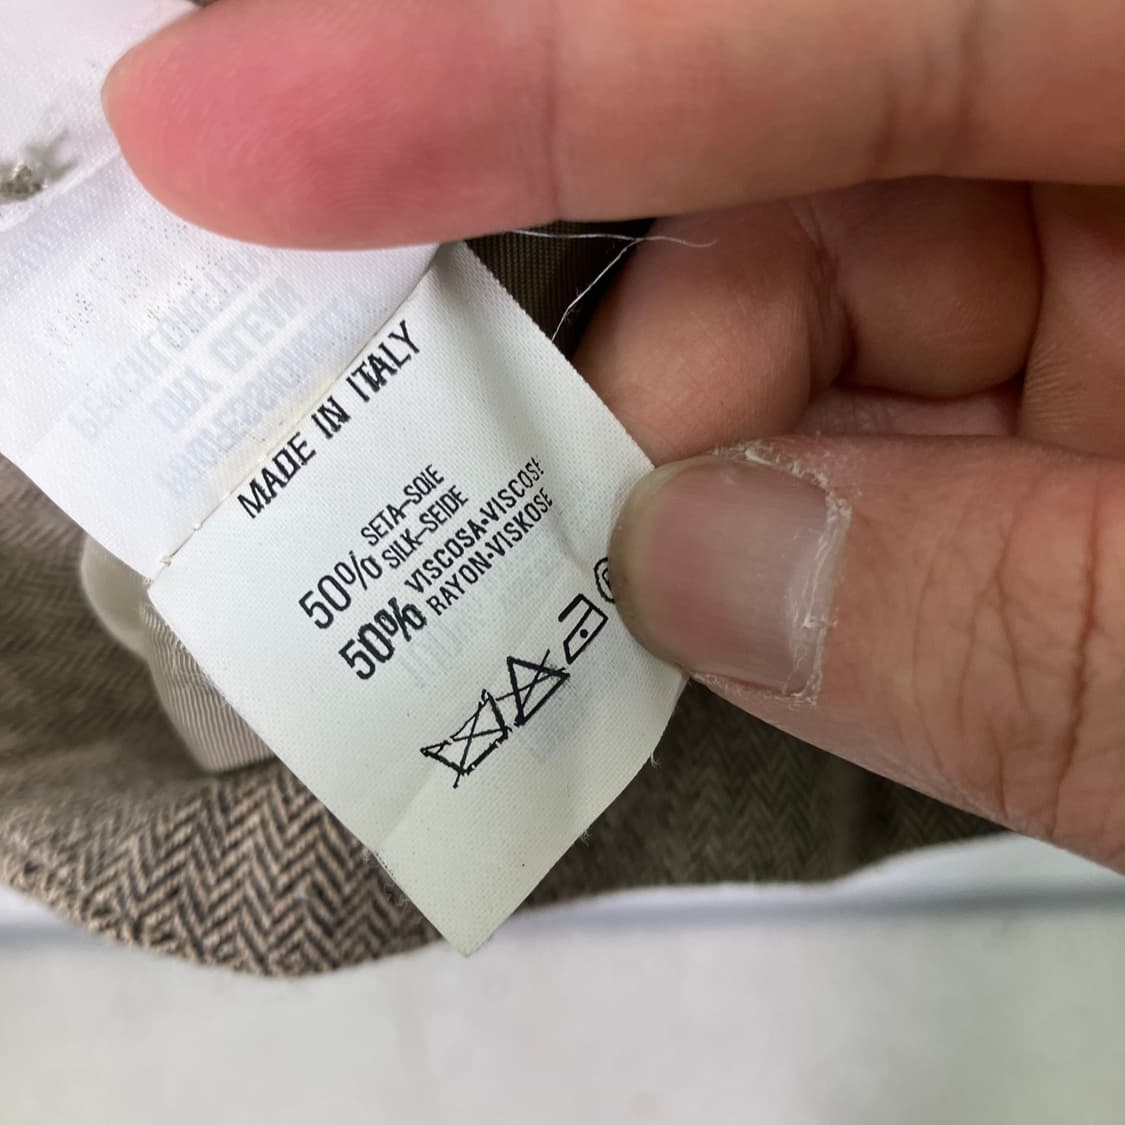 MADE IN ITALY
50% SETA-SOIE
SILK-SEIDE
50% VISCOSA-VISCOSE
RAYON-VISKOSE